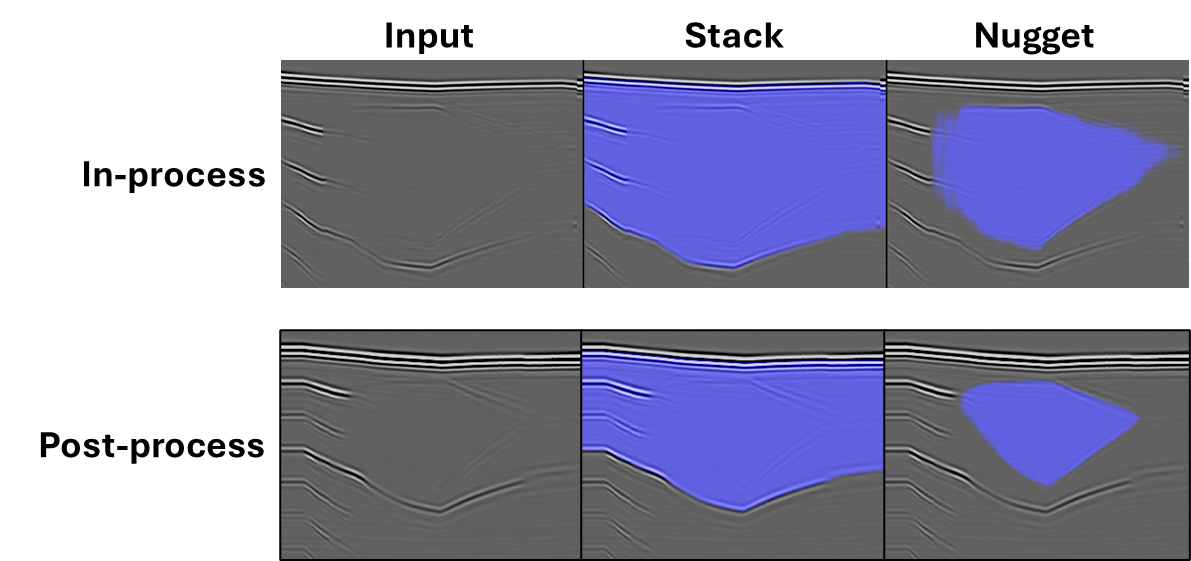 Input Stack Nugget
In-process
Post-process